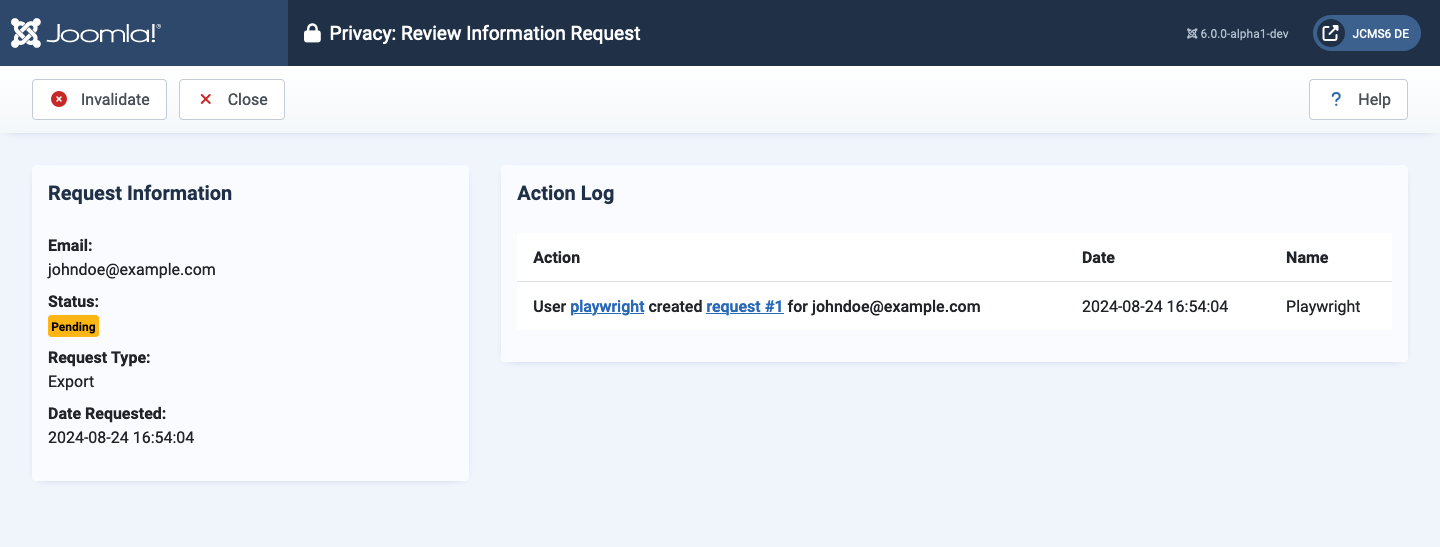 Joomla!®
Privacy: Review Information Request
6.0.0-alpha1-dev
JCMS6 DE
Invalidate
Close
? Help
Request Information
Email:
johndoe@example.com
Status:
Pending
Request Type:
Export
Date Requested:
2024-08-24 16:54:04
Action Log
Action Date Name
User playwright created request #1 for johndoe@example.com 2024-08-24 16:54:04 Playwright